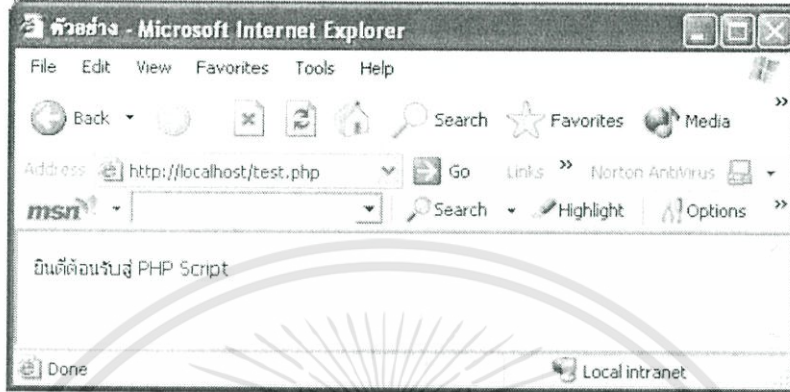 ตัวอย่าง - Microsoft Internet Explorer
File Edit View Favorites Tools Help
Back Search Favorites Media »
Address http://localhost/test.php Go Links » Norton AntiVirus
msn Search Highlight Options »
ยินดีต้อนรับสู่ PHP Script
Done Local intranet